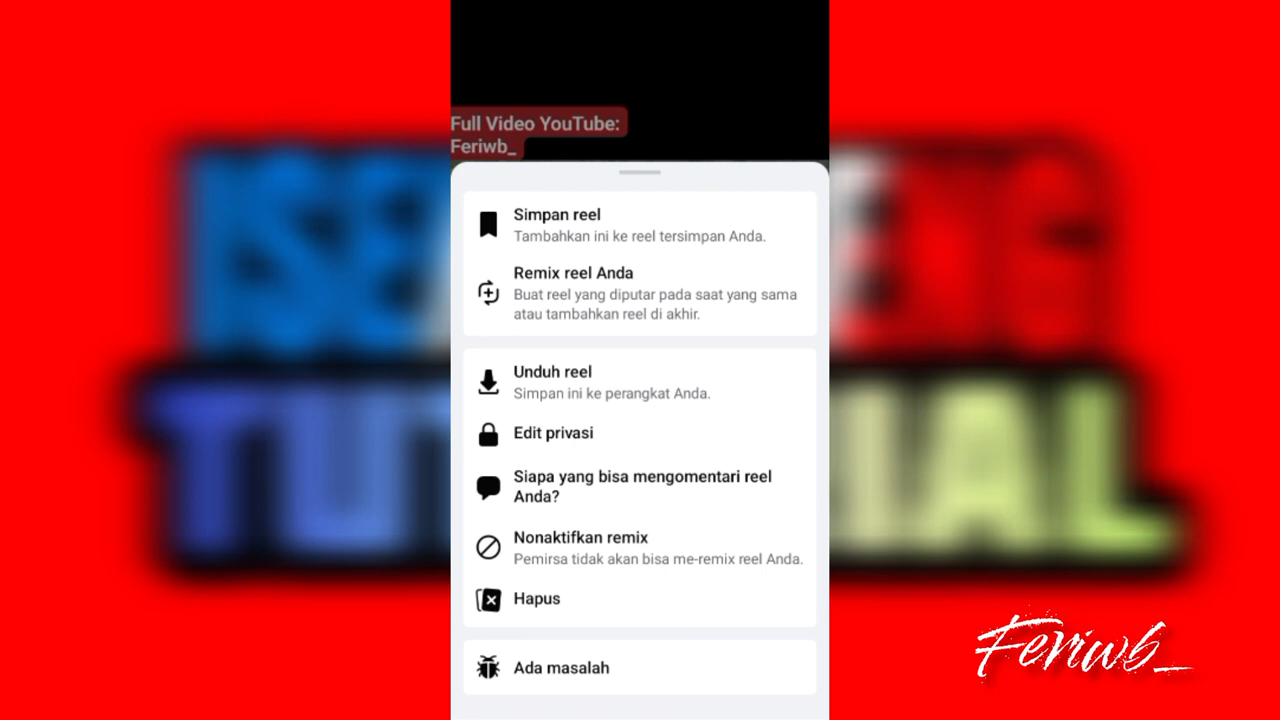 Full Video YouTube:
Feriwb_
Simpan reel
Tambahkan ini ke reel tersimpan Anda.
Remix reel Anda
Buat reel yang diputar pada saat yang sama
atau tambahkan reel di akhir.
Unduh reel
Simpan ini ke perangkat Anda.
Edit privasi
Siapa yang bisa mengomentari reel
Anda?
Nonaktifkan remix
Pemirsa tidak akan bisa me-remix reel Anda.
Hapus
Ada masalah
Feriwb_